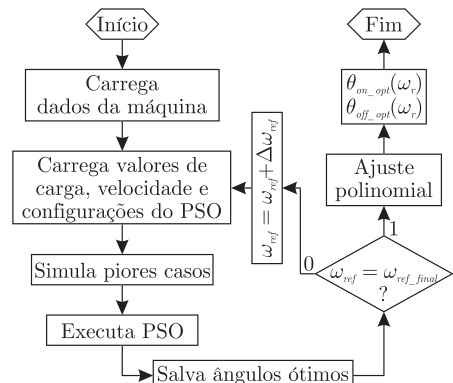 Início
Carrega
dados da máquina
Carrega valores de
carga, velocidade e
configurações do PSO
Simula piores casos
Executa PSO
Salva ângulos ótimos
ω_ref = ω_ref_final
?
0
ω_ref = ω_ref + Δω_ref
1
Ajuste
polinomial
θ_on_opt(ω_r)
θ_off_opt(ω_r)
Fim